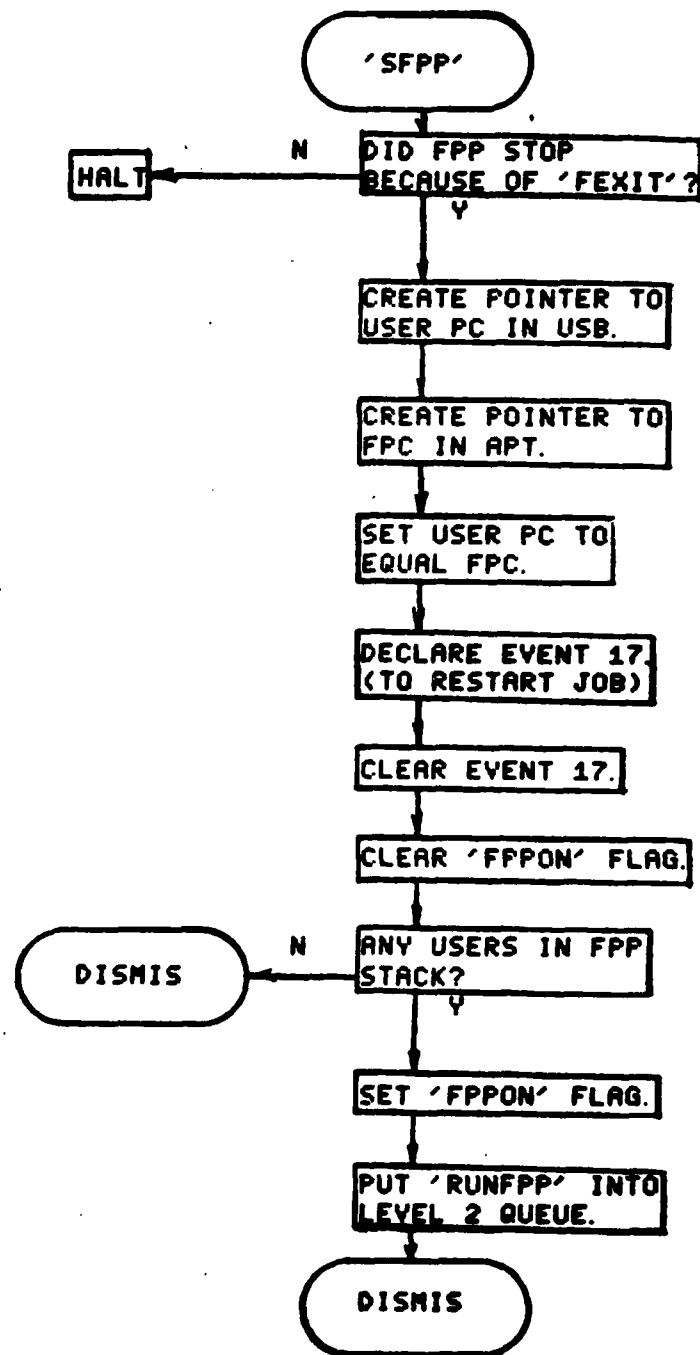 'SFPP'
N
DID FPP STOP
HALT
BECAUSE OF 'FEXIT'?
Y
CREATE POINTER TO
USER PC IN USB.
CREATE POINTER TO
FPC IN APT.
SET USER PC TO
EQUAL FPC.
DECLARE EVENT 17.
(TO RESTART JOB)
CLEAR EVENT 17.
CLEAR 'FPPON' FLAG.
N
ANY USERS IN FPP
DISMIS
STACK?
Y
SET 'FPPON' FLAG.
PUT 'RUNFPP' INTO
LEVEL 2 QUEUE.
DISMIS